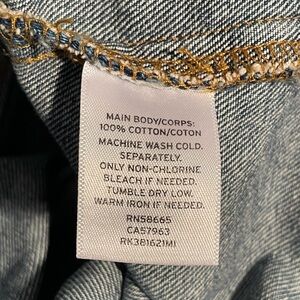 MAIN BODY/CORPS:
100% COTTON/COTON
MACHINE WASH COLD.
SEPARATELY.
ONLY NON-CHLORINE
BLEACH IF NEEDED.
TUMBLE DRY LOW.
WARM IRON IF NEEDED.
RN58665
CA57963
RK381621MI